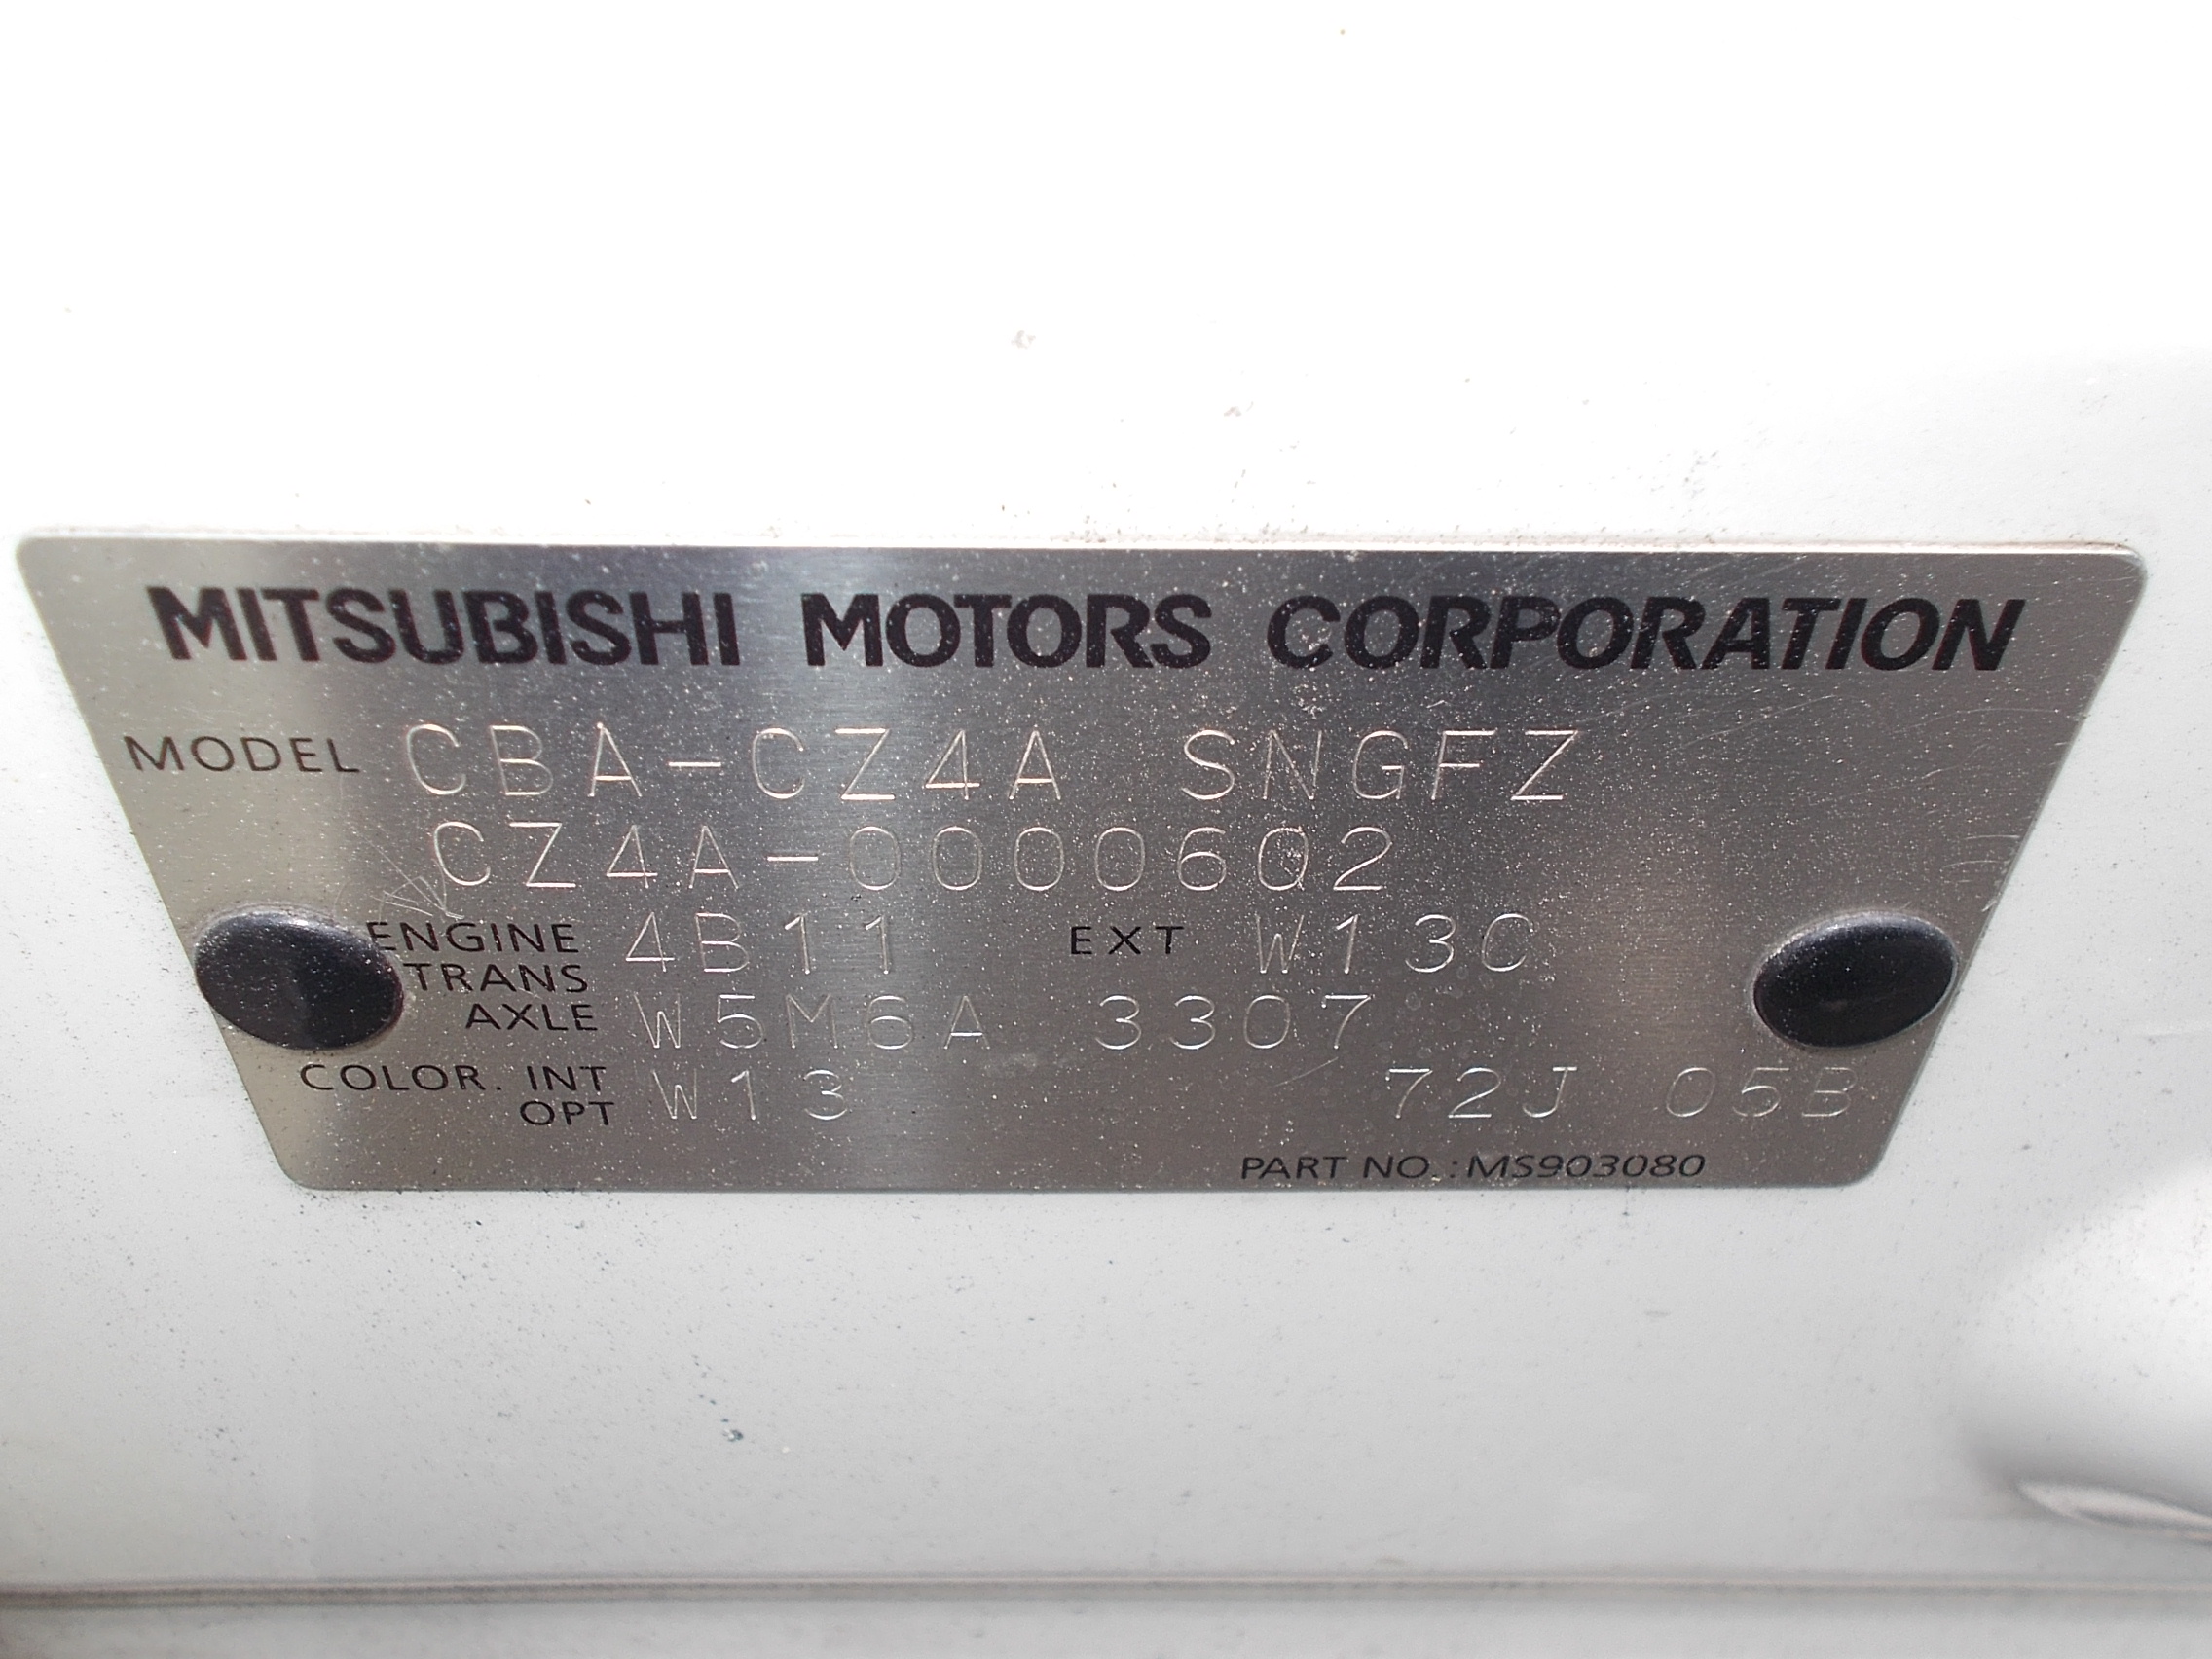 MITSUBISHI MOTORS CORPORATION
MODEL CBA-CZ4A SNGFZ
CZ4A-0000602
ENGINE 4B11 EXT W13C
TRANS
AXLE W5M6A 3307
COLOR. INT
OPT W13 72J 05B
PART NO.:MS903080